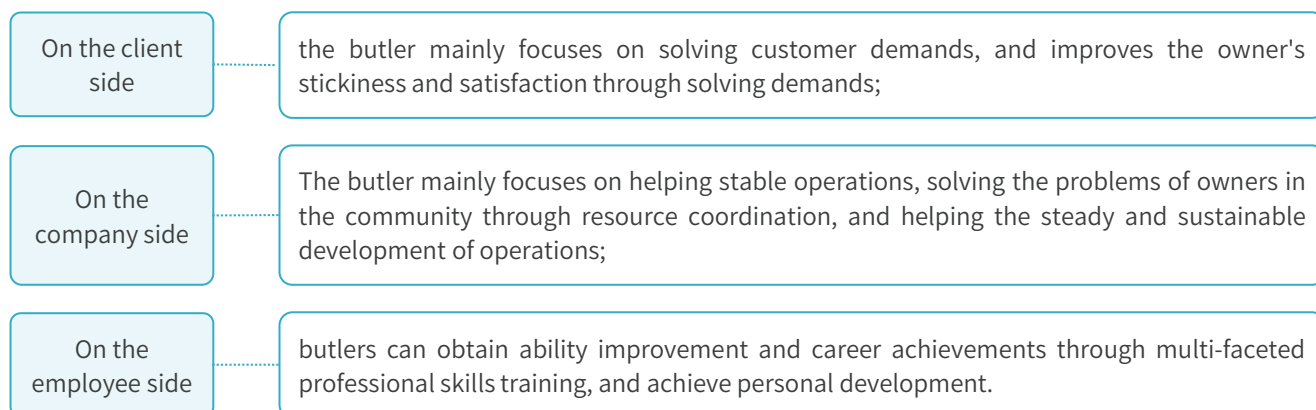 On the client
side
the butler mainly focuses on solving customer demands, and improves the owner's
stickiness and satisfaction through solving demands;
On the
company side
The butler mainly focuses on helping stable operations, solving the problems of owners in
the community through resource coordination, and helping the steady and sustainable
development of operations;
On the
employee side
butlers can obtain ability improvement and career achievements through multi-faceted
professional skills training, and achieve personal development.